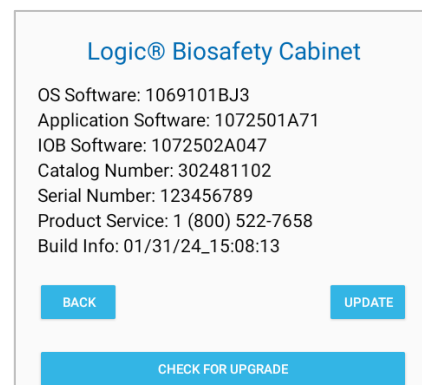 Logic® Biosafety Cabinet
OS Software: 1069101BJ3
Application Software: 1072501A71
IOB Software: 1072502A047
Catalog Number: 302481102
Serial Number: 123456789
Product Service: 1 (800) 522-7658
Build Info: 01/31/24_15:08:13
BACK UPDATE
CHECK FOR UPGRADE